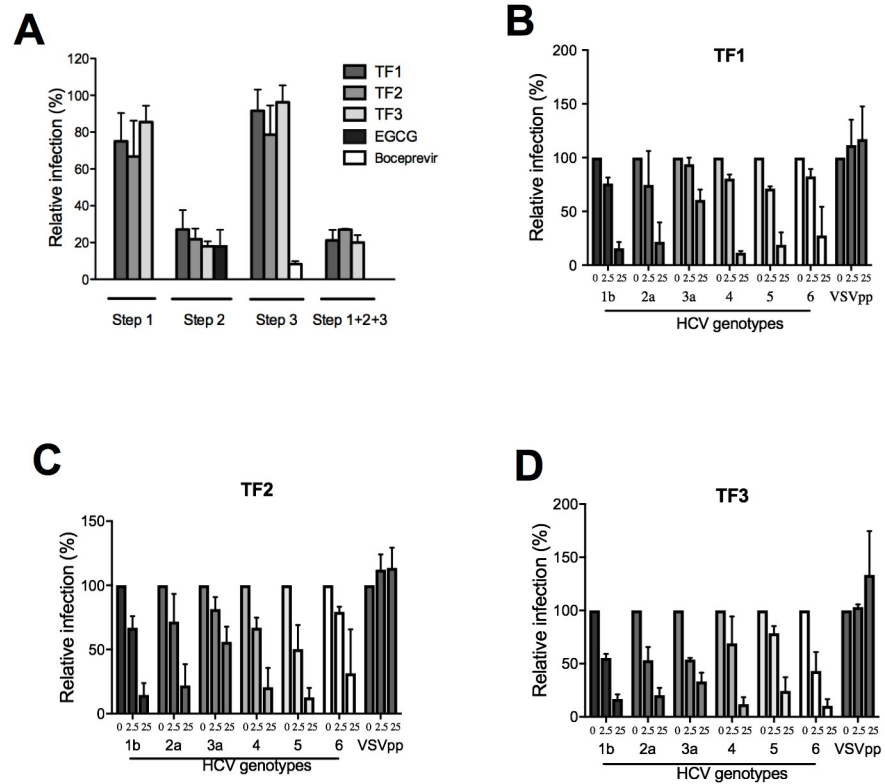 A
Relative infection (%)
120
100
80
60
40
20
0
TF1
TF2
TF3
EGCG
Boceprevir
Step 1 Step 2 Step 3 Step 1+2+3
B
TF1
Relative infection (%)
200
150
100
50
0
0 2.5 25 0 2.5 25 0 2.5 25 0 2.5 25 0 2.5 25 0 2.5 25 0 2.5 25
1b 2a 3a 4 5 6 VSVpp
HCV genotypes
C
TF2
Relative infection (%)
150
100
50
0
0 2.5 25 0 2.5 25 0 2.5 25 0 2.5 25 0 2.5 25 0 2.5 25 0 2.5 25
1b 2a 3a 4 5 6 VSVpp
HCV genotypes
D
TF3
Relative infection (%)
200
150
100
50
0
0 2.5 25 0 2.5 25 0 2.5 25 0 2.5 25 0 2.5 25 0 2.5 25 0 2.5 25
1b 2a 3a 4 5 6 VSVpp
HCV genotypes